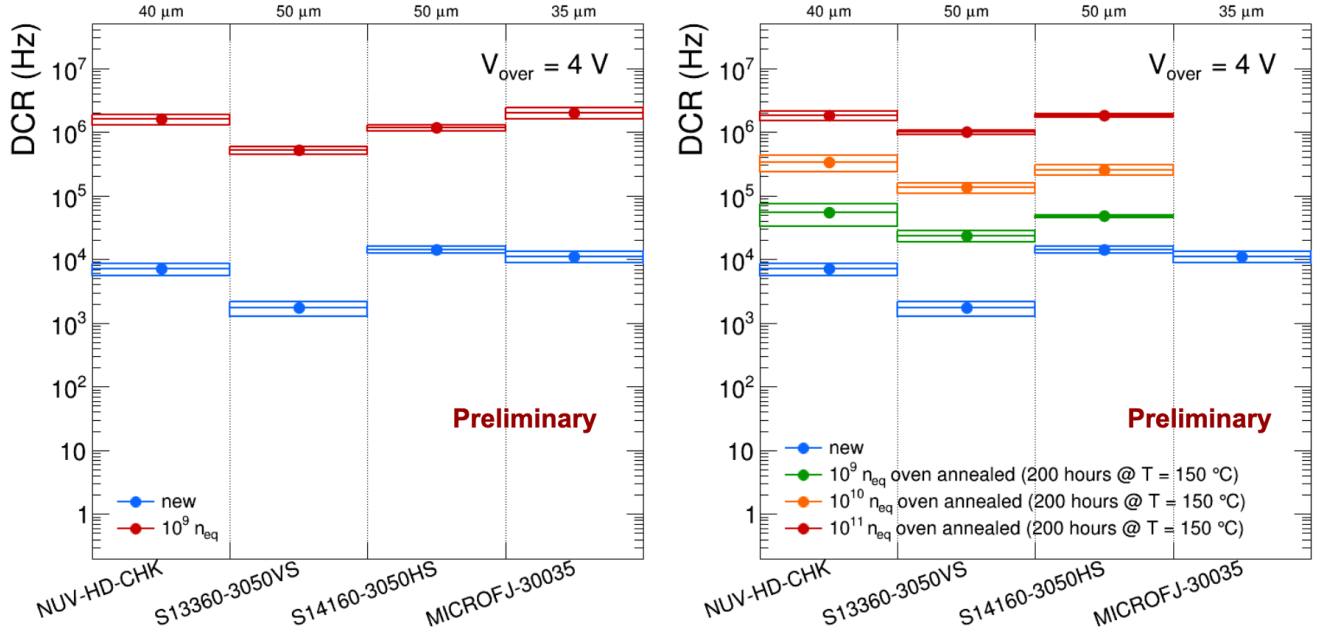 40 μm 50 μm 50 μm 35 μm
DCR (Hz)
V_over = 4 V
10^7
10^6
10^5
10^4
10^3
10^2
10
1
Preliminary
new
10^9 n_eq
NUV-HD-CHK S13360-3050VS S14160-3050HS MICROFJ-30035
40 μm 50 μm 50 μm 35 μm
DCR (Hz)
V_over = 4 V
10^7
10^6
10^5
10^4
10^3
10^2
10
1
Preliminary
new
10^9 n_eq oven annealed (200 hours @ T = 150 °C)
10^10 n_eq oven annealed (200 hours @ T = 150 °C)
10^11 n_eq oven annealed (200 hours @ T = 150 °C)
NUV-HD-CHK S13360-3050VS S14160-3050HS MICROFJ-30035